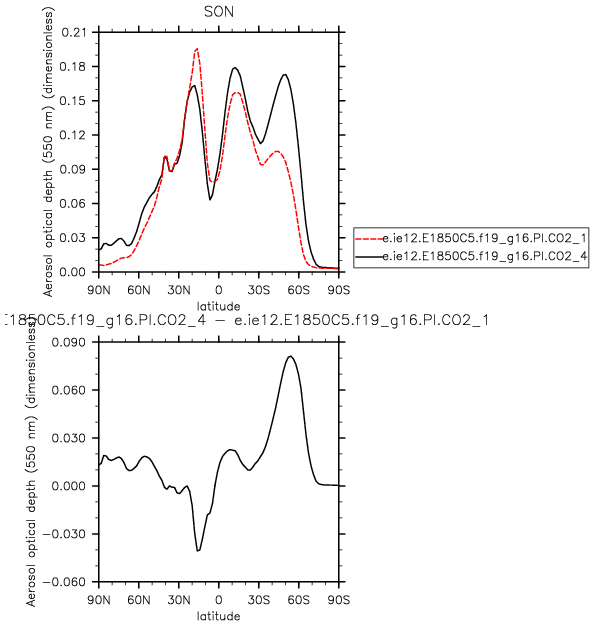 SON
Aerosol optical depth (550 nm) (dimensionless)
0.21
0.18
0.15
0.12
0.09
0.06
0.03
0.00
90N 60N 30N 0 30S 60S 90S
latitude
e.ie12.E1850C5.f19_g16.PI.CO2_1
e.ie12.E1850C5.f19_g16.PI.CO2_4
1850C5.f19_g16.PI.CO2_4 – e.ie12.E1850C5.f19_g16.PI.CO2_1
Aerosol optical depth (550 nm) (dimensionless)
0.090
0.060
0.030
0.000
−0.030
−0.060
90N 60N 30N 0 30S 60S 90S
latitude